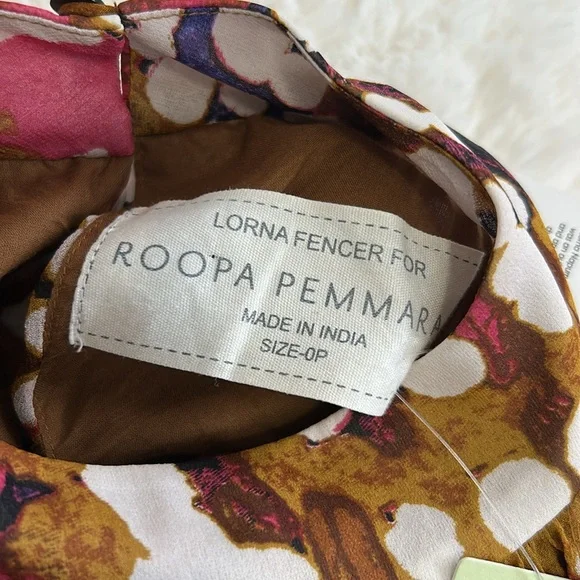 LORNA FENCER FOR
ROOPA PEMMARA
MADE IN INDIA
SIZE-0P